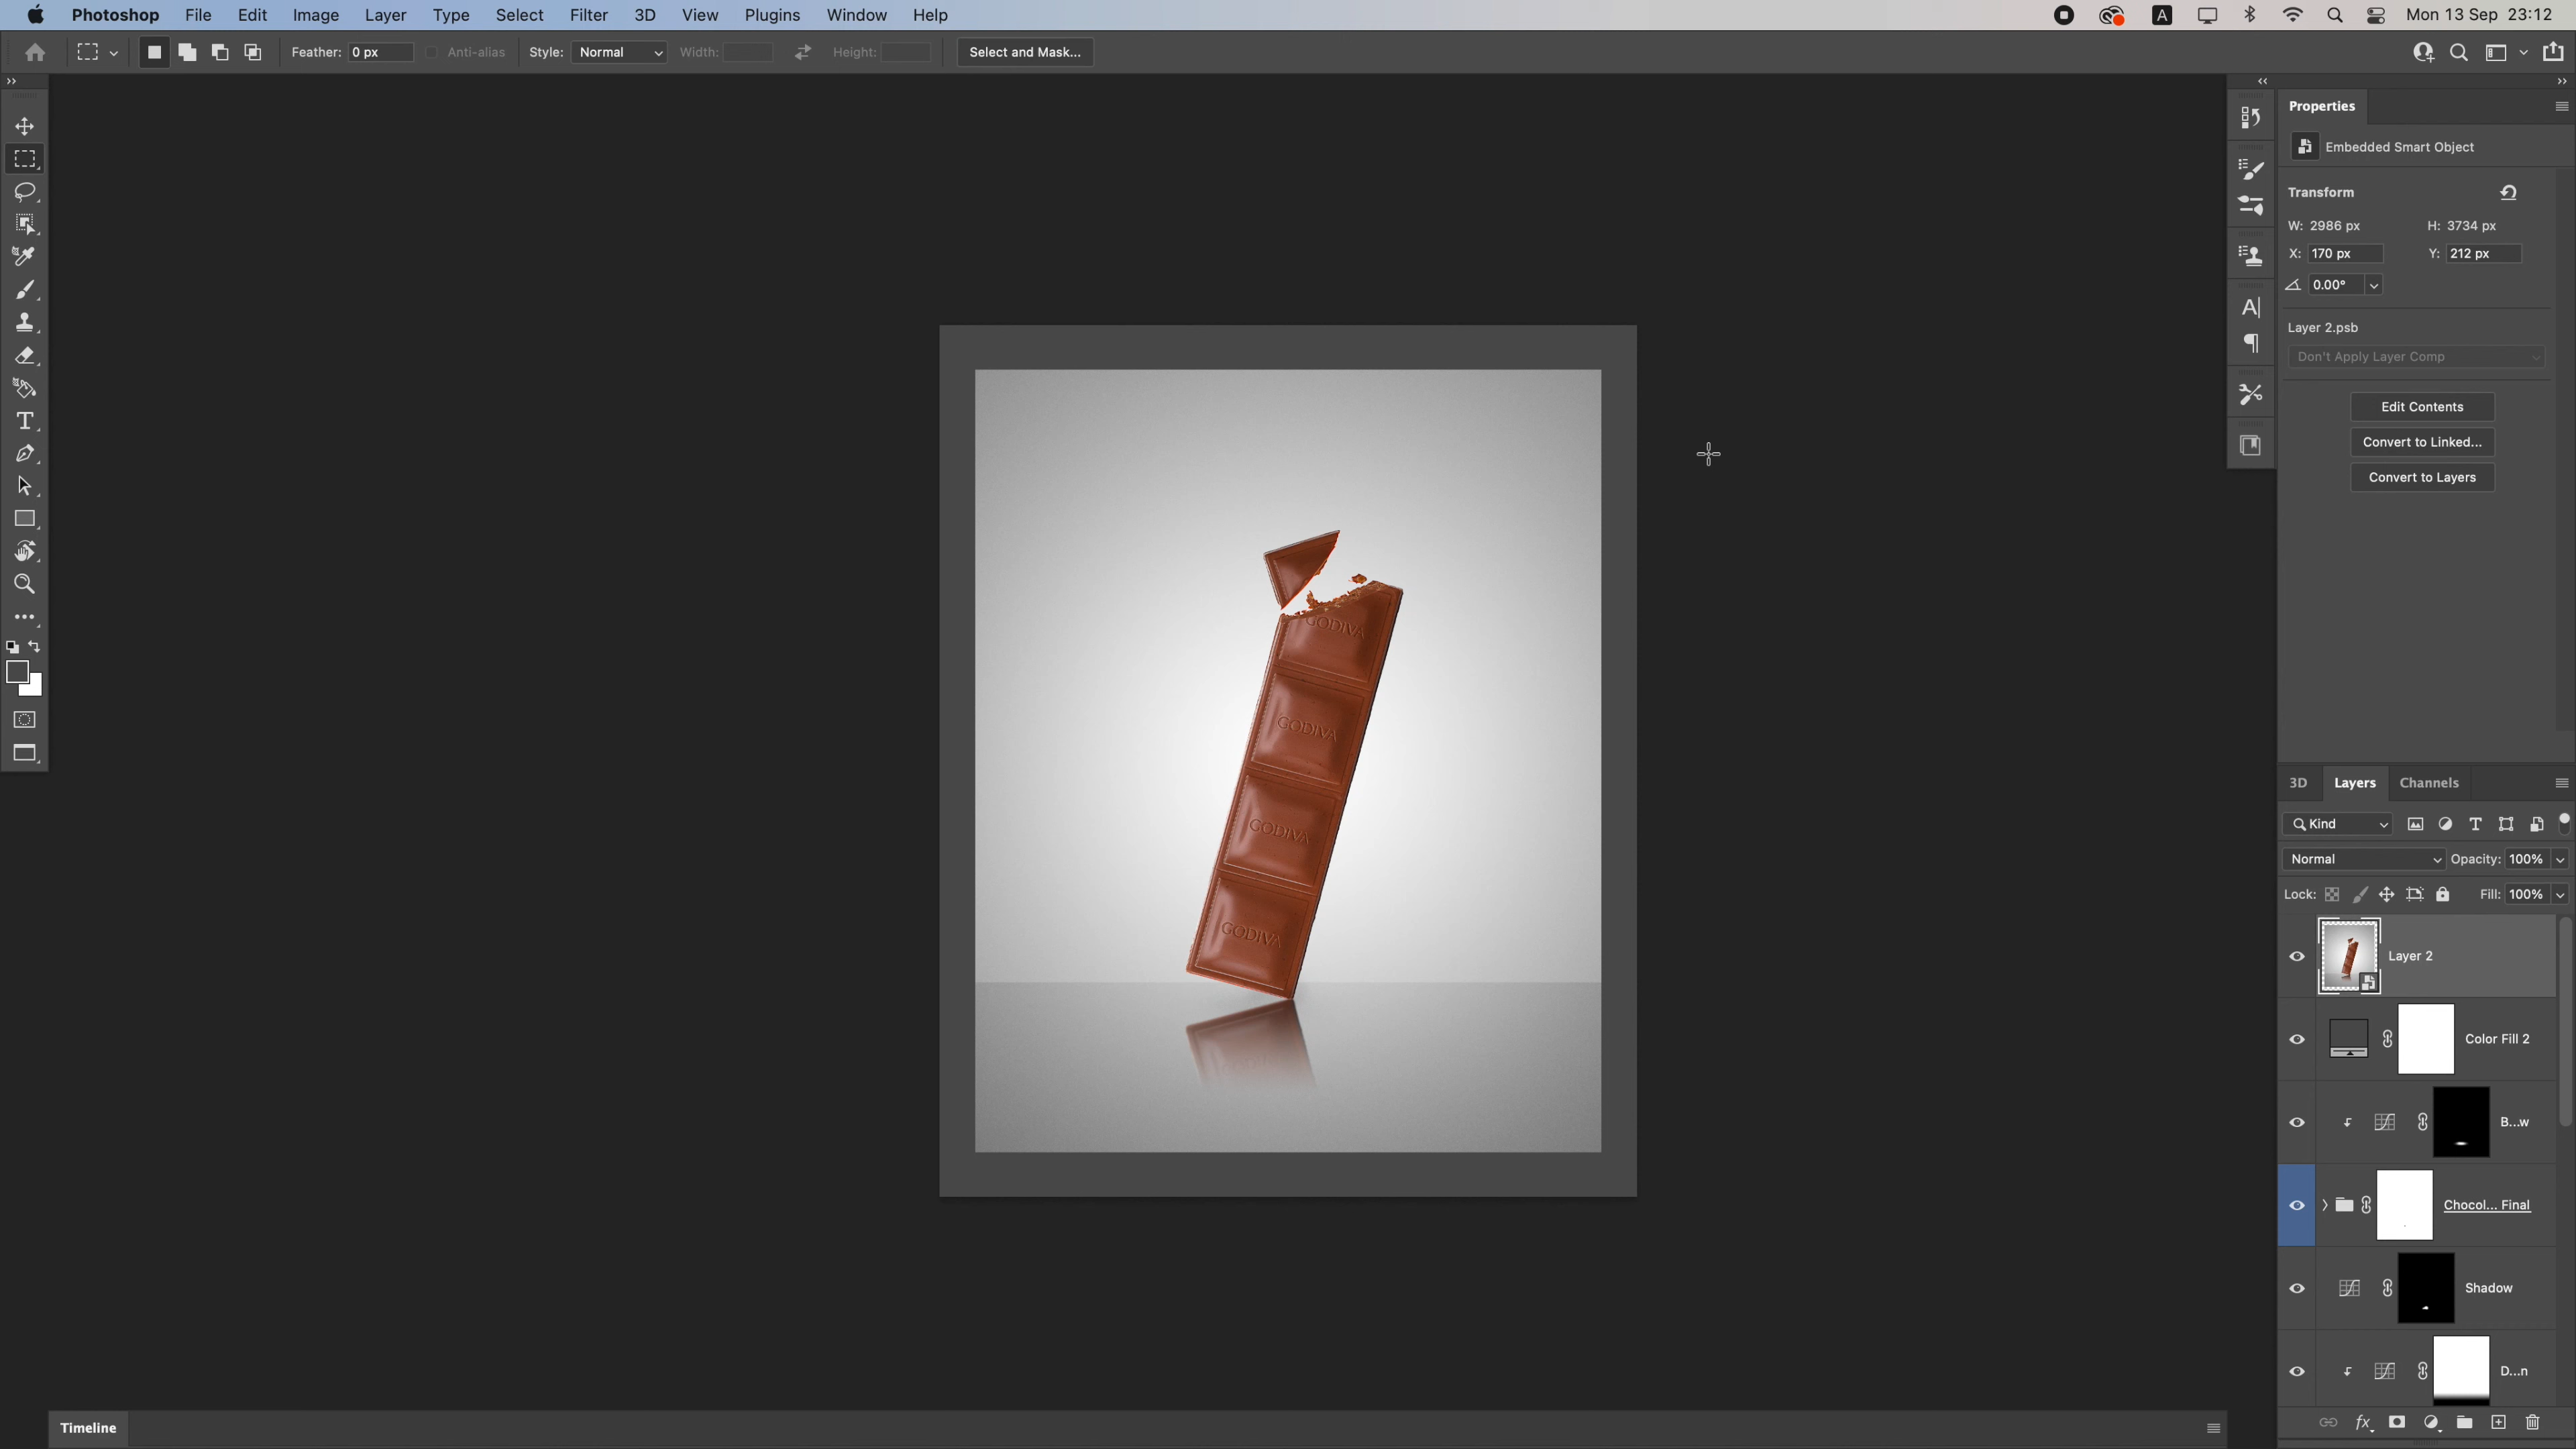 Photoshop File Edit Image Layer Type Select Filter 3D View Plugins Window Help A Mon 13 Sep 23:12
Feather: 0 px Anti-alias Style: Normal Width: Height: Select and Mask...
Properties
Embedded Smart Object
Transform
W: 2986 px H: 3734 px
X: 170 px Y: 212 px
0.00°
Layer 2.psb
Don't Apply Layer Comp
Edit Contents
Convert to Linked...
Convert to Layers
GODIVA
GODIVA
GODIVA
GODIVA
3D Layers Channels
Kind
Normal Opacity: 100%
Lock: Fill: 100%
Layer 2
Color Fill 2
B...w
Chocol... Final
Shadow
D...n
fx
Timeline